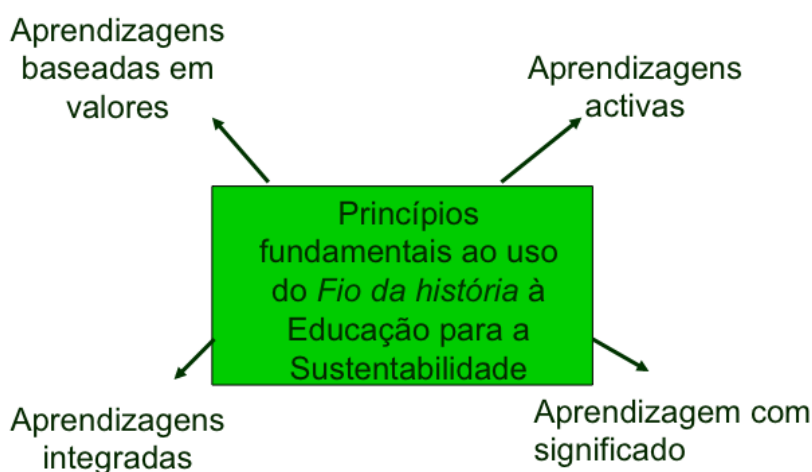 Aprendizagens
baseadas em
valores
Aprendizagens
activas
Princípios
fundamentais ao uso
do Fio da história à
Educação para a
Sustentabilidade
Aprendizagens
integradas
Aprendizagem com
significado